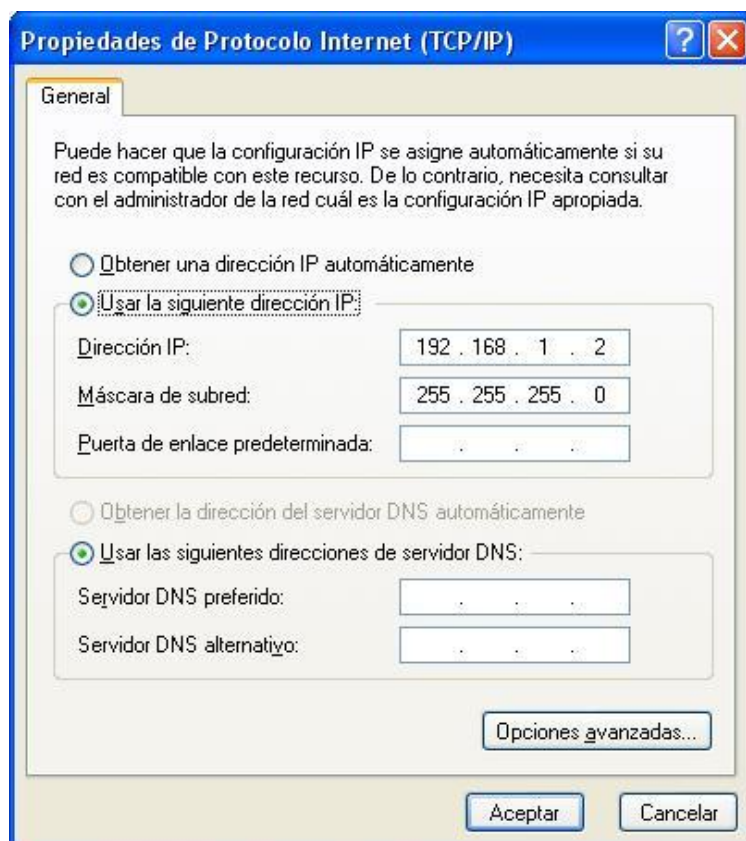 Propiedades de Protocolo Internet (TCP/IP)
General
Puede hacer que la configuración IP se asigne automáticamente si su
red es compatible con este recurso. De lo contrario, necesita consultar
con el administrador de la red cuál es la configuración IP apropiada.
Obtener una dirección IP automáticamente
Usar la siguiente dirección IP:
Dirección IP: 192 . 168 . 1 . 2
Máscara de subred: 255 . 255 . 255 . 0
Puerta de enlace predeterminada: . . .
Obtener la dirección del servidor DNS automáticamente
Usar las siguientes direcciones de servidor DNS:
Servidor DNS preferido: . . .
Servidor DNS alternativo: . . .
Opciones avanzadas...
Aceptar Cancelar